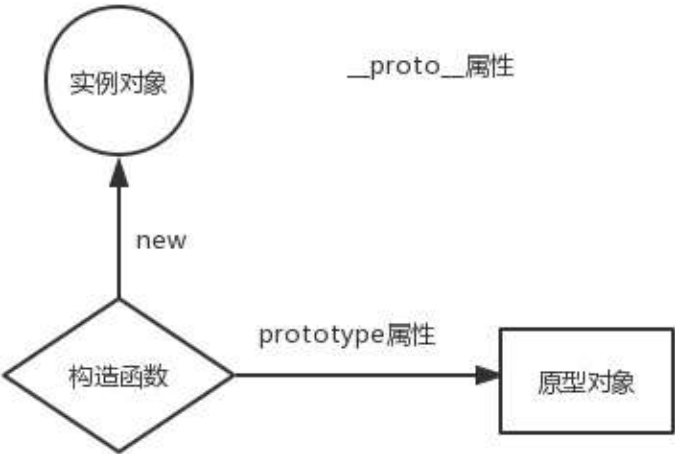 实例对象
__proto__属性
new
prototype属性
构造函数
原型对象